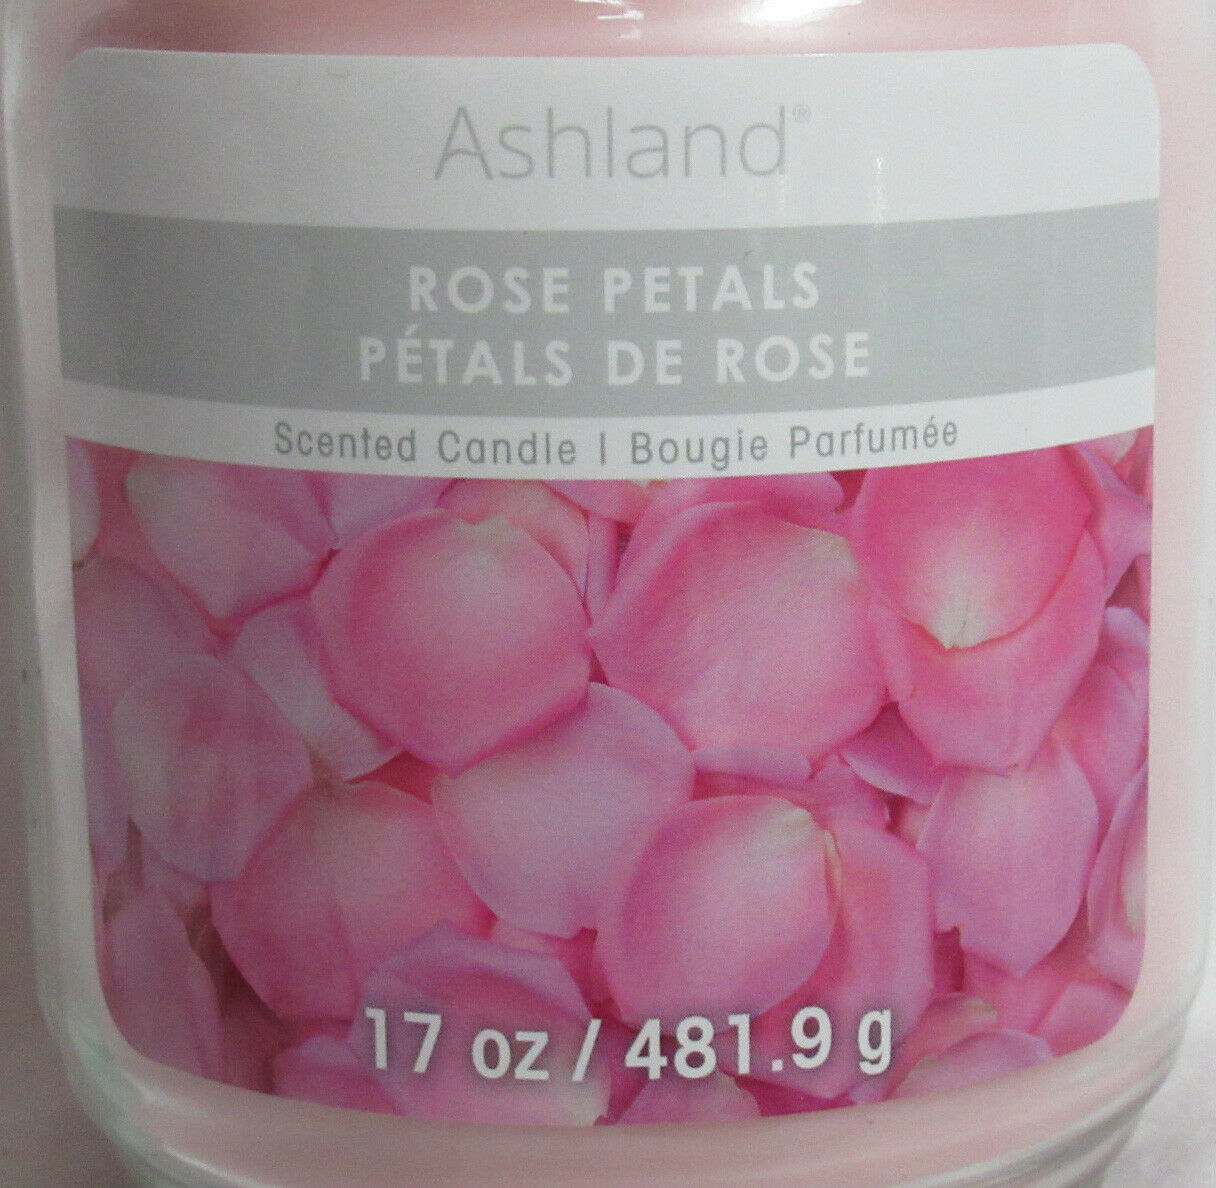 Ashland®
ROSE PETALS
PÉTALS DE ROSE
Scented Candle | Bougie Parfumée
17 oz / 481.9 g